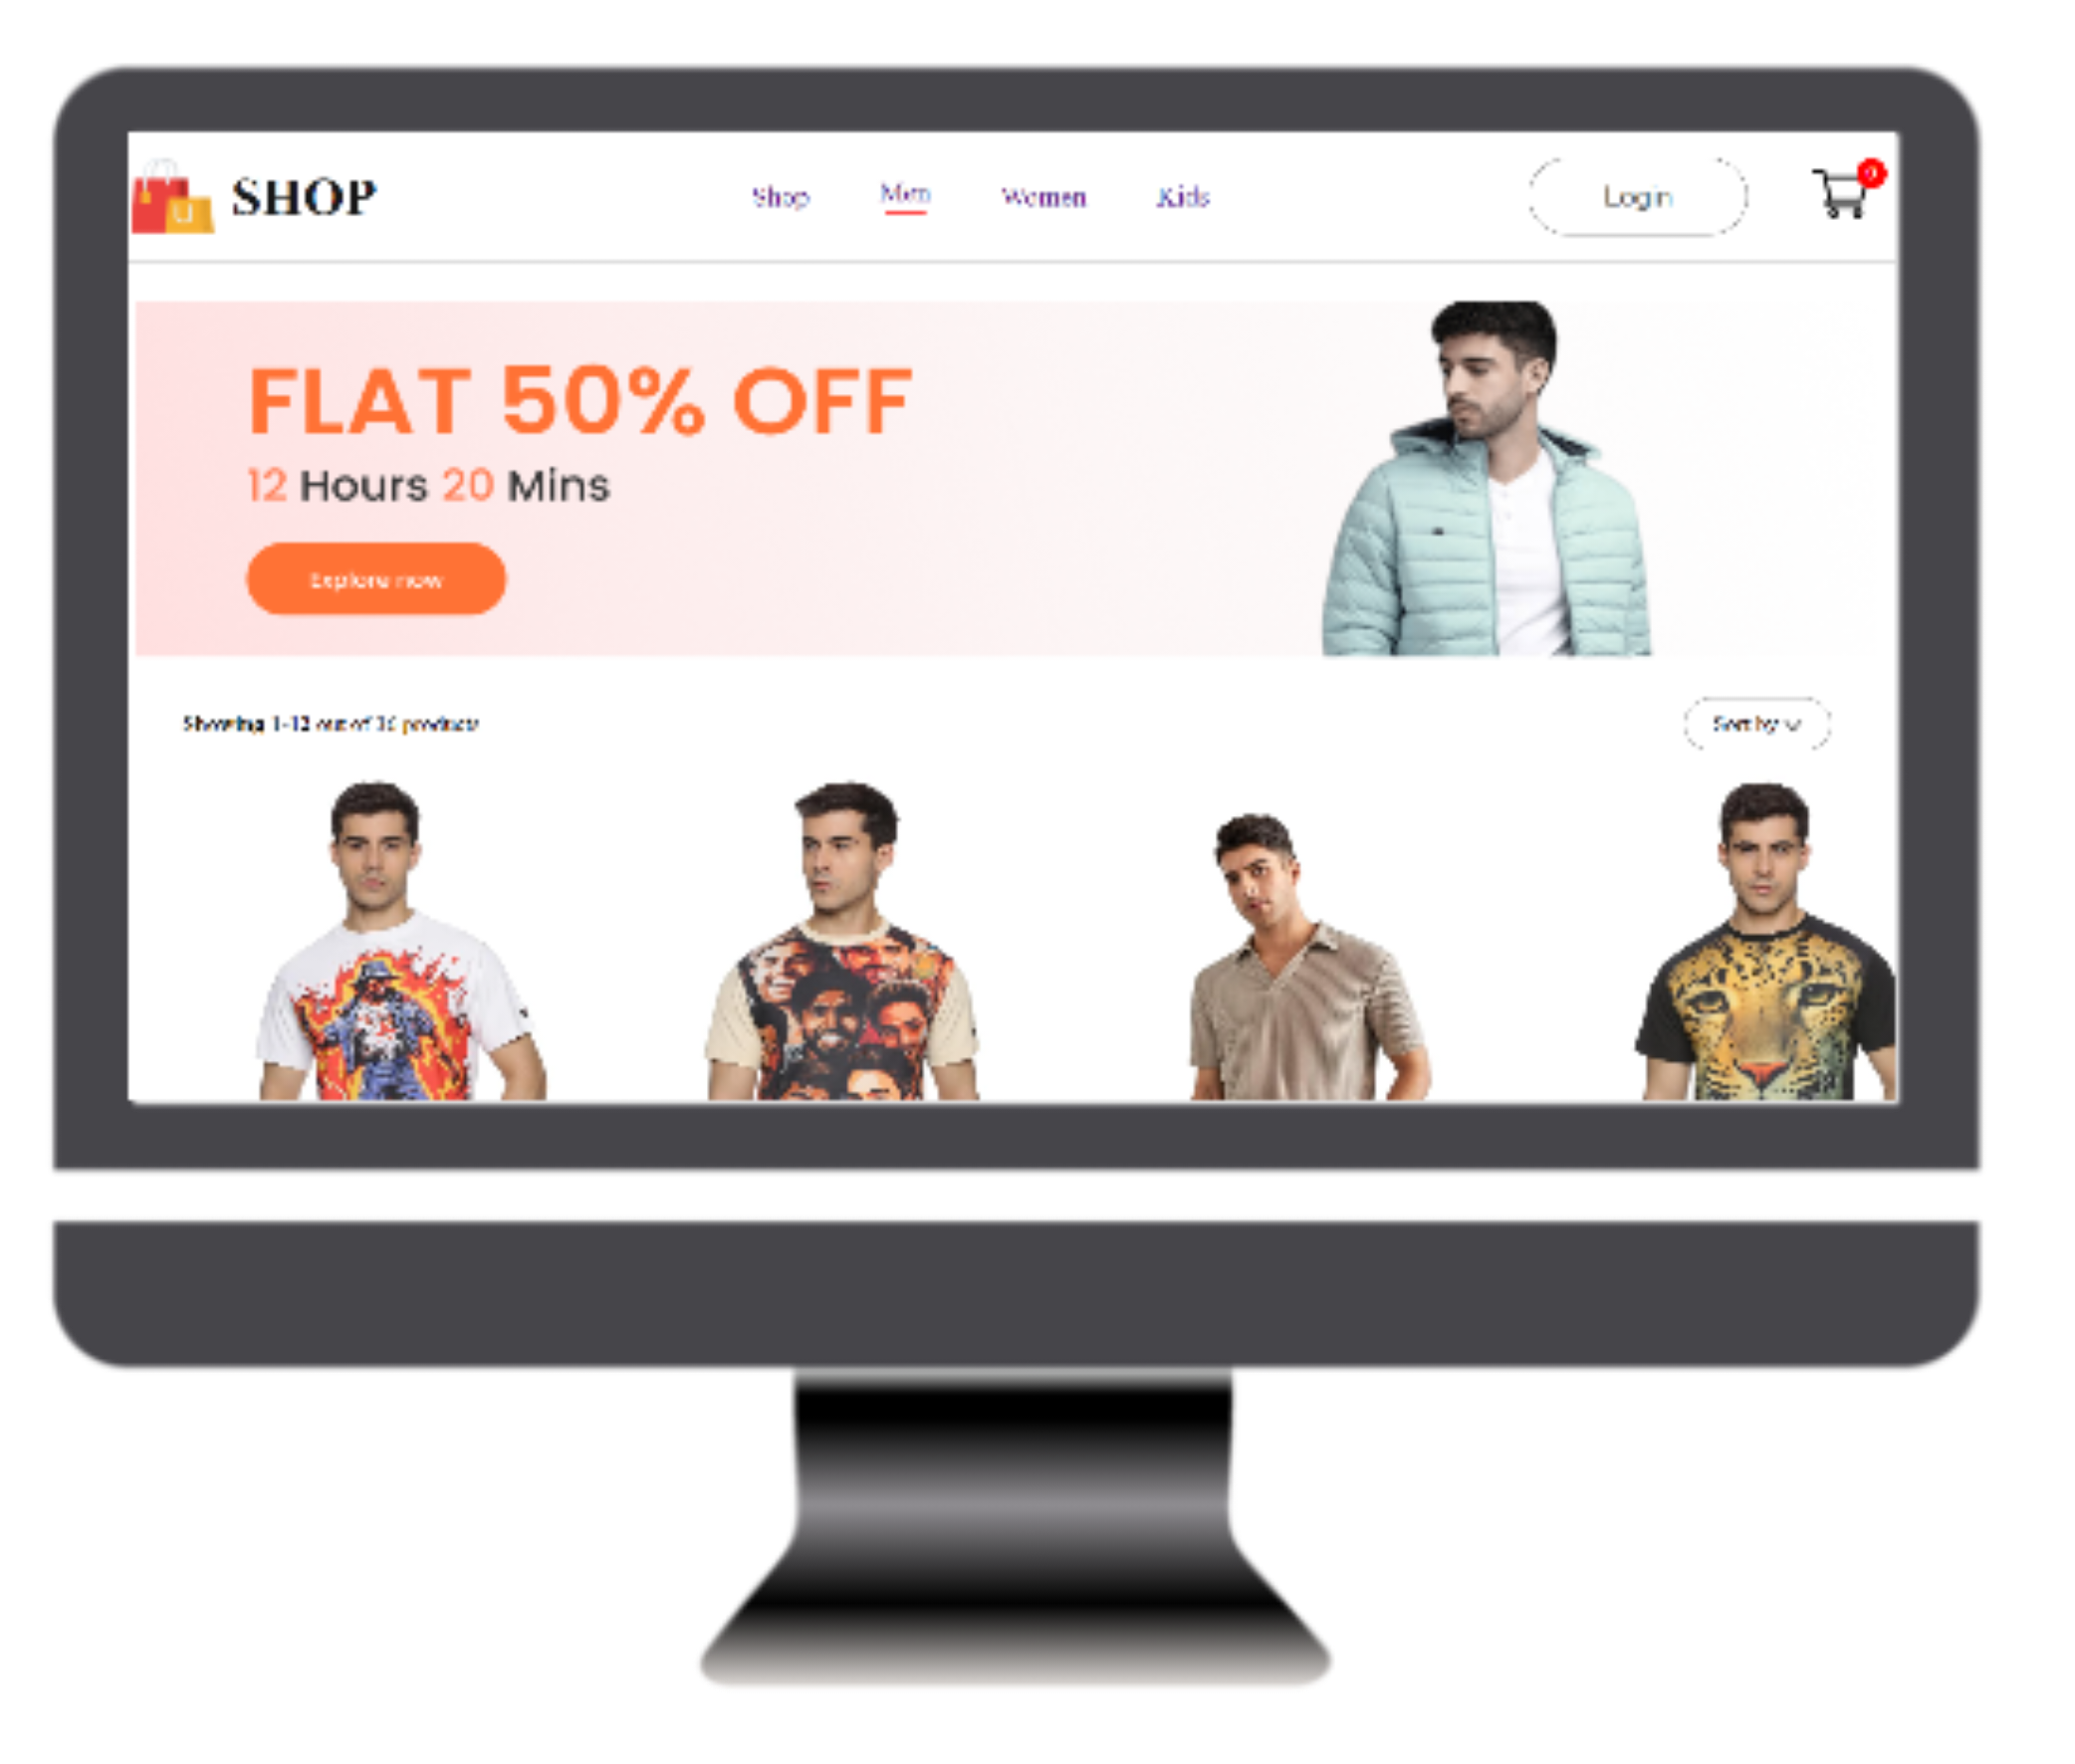 SHOP
Shop Men Women Kids
Login
0
FLAT 50% OFF
12 Hours 20 Mins
Explore now
Showing 1-12 out of 36 products
Sort by